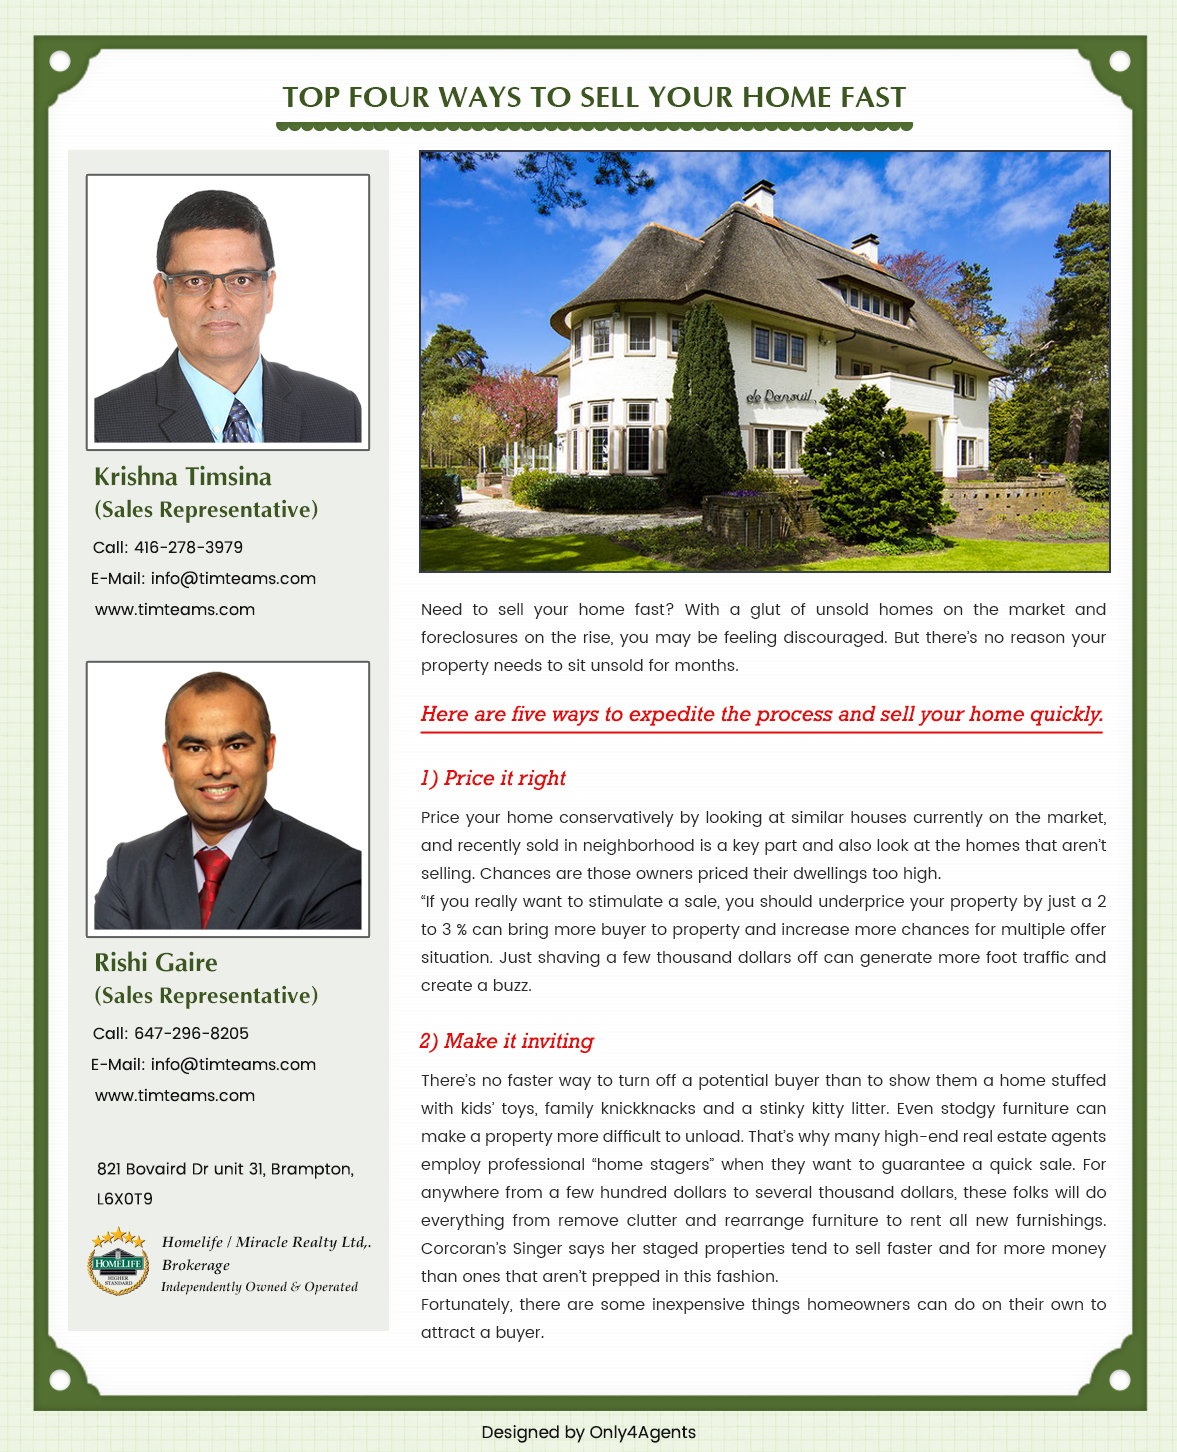 TOP FOUR WAYS TO SELL YOUR HOME FAST
Krishna Timsina
(Sales Representative)
Call: 416-278-3979
E-Mail: info@timteams.com
www.timteams.com
Rishi Gaire
(Sales Representative)
Call: 647-296-8205
E-Mail: info@timteams.com
www.timteams.com
821 Bovaird Dr unit 31, Brampton,
L6X0T9
HOMELIFE
HIGHER
STANDARD
Homelife / Miracle Realty Ltd,.
Brokerage
Independently Owned & Operated
Need to sell your home fast? With a glut of unsold homes on the market and
foreclosures on the rise, you may be feeling discouraged. But there’s no reason your
property needs to sit unsold for months.
Here are five ways to expedite the process and sell your home quickly.
1) Price it right
Price your home conservatively by looking at similar houses currently on the market,
and recently sold in neighborhood is a key part and also look at the homes that aren’t
selling. Chances are those owners priced their dwellings too high.
“If you really want to stimulate a sale, you should underprice your property by just a 2
to 3 % can bring more buyer to property and increase more chances for multiple offer
situation. Just shaving a few thousand dollars off can generate more foot traffic and
create a buzz.
2) Make it inviting
There’s no faster way to turn off a potential buyer than to show them a home stuffed
with kids’ toys, family knickknacks and a stinky kitty litter. Even stodgy furniture can
make a property more difficult to unload. That’s why many high-end real estate agents
employ professional “home stagers” when they want to guarantee a quick sale. For
anywhere from a few hundred dollars to several thousand dollars, these folks will do
everything from remove clutter and rearrange furniture to rent all new furnishings.
Corcoran’s Singer says her staged properties tend to sell faster and for more money
than ones that aren’t prepped in this fashion.
Fortunately, there are some inexpensive things homeowners can do on their own to
attract a buyer.
Designed by Only4Agents